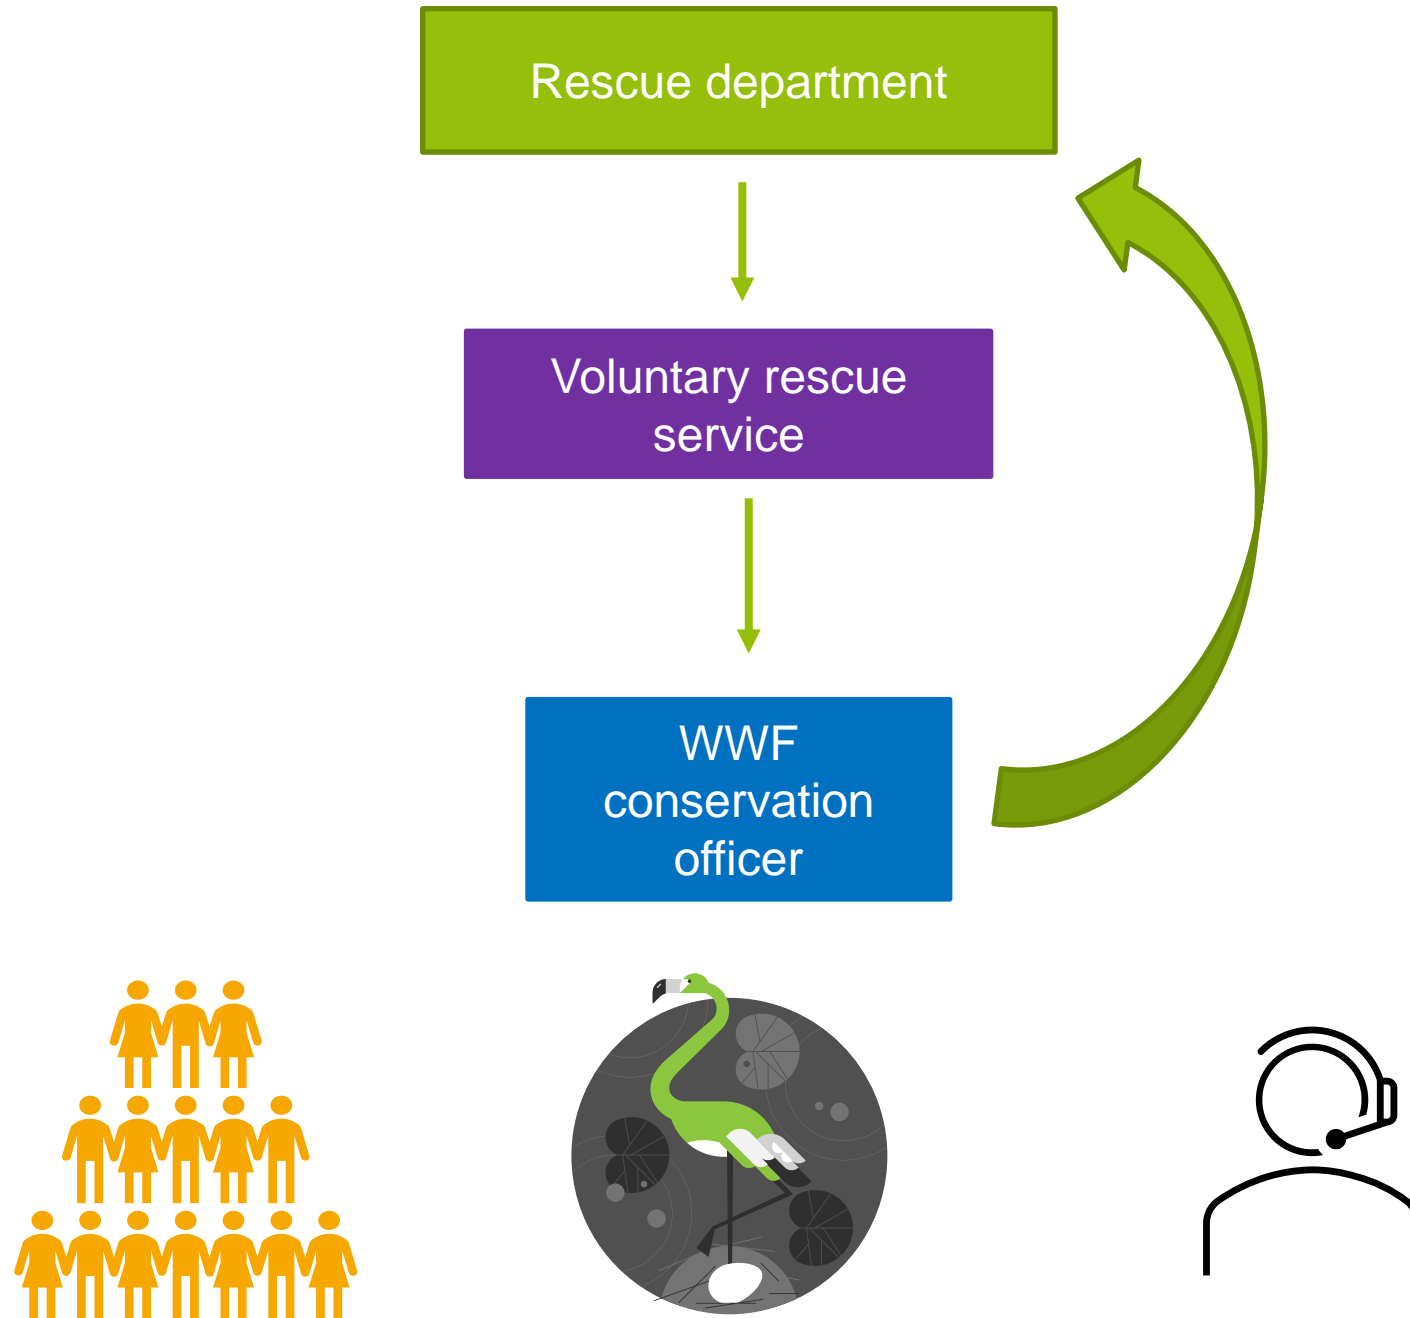 Rescue department
Voluntary rescue
service
WWF
conservation
officer